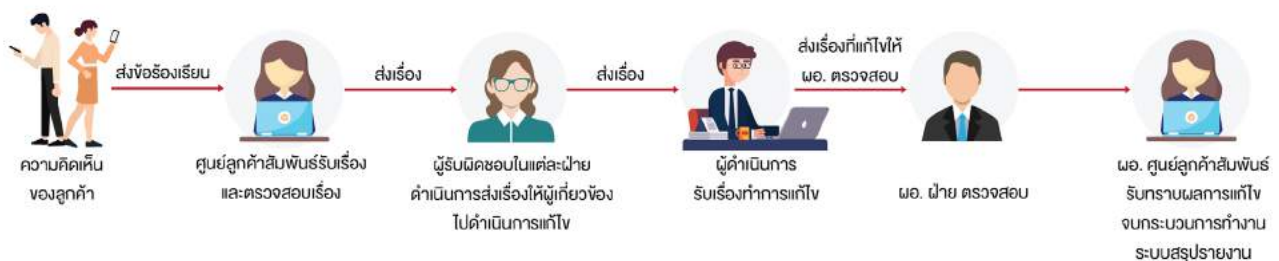 ความคิดเห็น
ของลูกค้า
ส่งข้อร้องเรียน
ศูนย์ลูกค้าสัมพันธ์รับเรื่อง
และตรวจสอบเรื่อง
ส่งเรื่อง
ผู้รับผิดชอบในแต่ละฝ่าย
ดำเนินการส่งเรื่องให้ผู้เกี่ยวข้อง
ไปดำเนินการแก้ไข
ส่งเรื่อง
ผู้ดำเนินการ
รับเรื่องทำการแก้ไข
ส่งเรื่องที่แก้ไขให้
ผอ. ตรวจสอบ
ผอ. ฝ่าย ตรวจสอบ
ผอ. ศูนย์ลูกค้าสัมพันธ์
รับทราบผลการแก้ไข
จบกระบวนการทำงาน
ระบบสรุปรายงาน